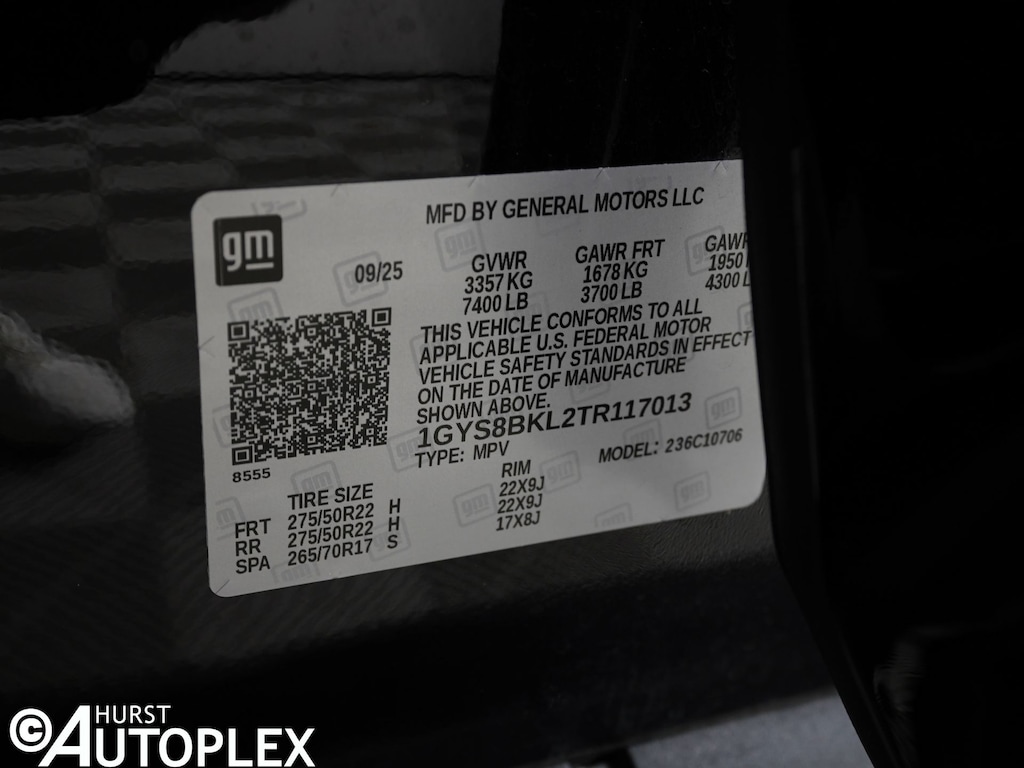 gm
MFD BY GENERAL MOTORS LLC
09/25
GVWR GAWR FRT GAWR
3357 KG 1678 KG 1950
7400 LB 3700 LB 4300 L
THIS VEHICLE CONFORMS TO ALL
APPLICABLE U.S. FEDERAL MOTOR
VEHICLE SAFETY STANDARDS IN EFFECT
ON THE DATE OF MANUFACTURE
SHOWN ABOVE.
1GYS8BKL2TR117013
TYPE: MPV MODEL: 236C10706
8555
TIRE SIZE RIM
FRT 275/50R22 H 22X9J
RR 275/50R22 H 22X9J
SPA 265/70R17 S 17X8J
© HURST
AUTOPLEX